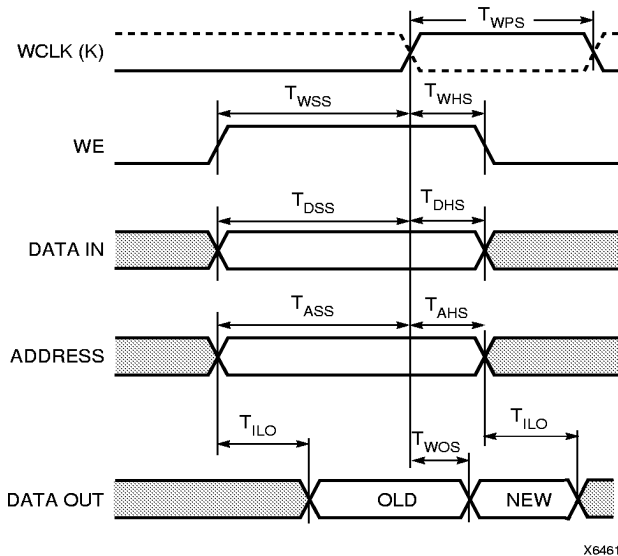 T_WPS
WCLK (K)
T_WSS T_WHS
WE
T_DSS T_DHS
DATA IN
T_ASS T_AHS
ADDRESS
T_ILO T_WOS T_ILO
DATA OUT OLD NEW
X6461